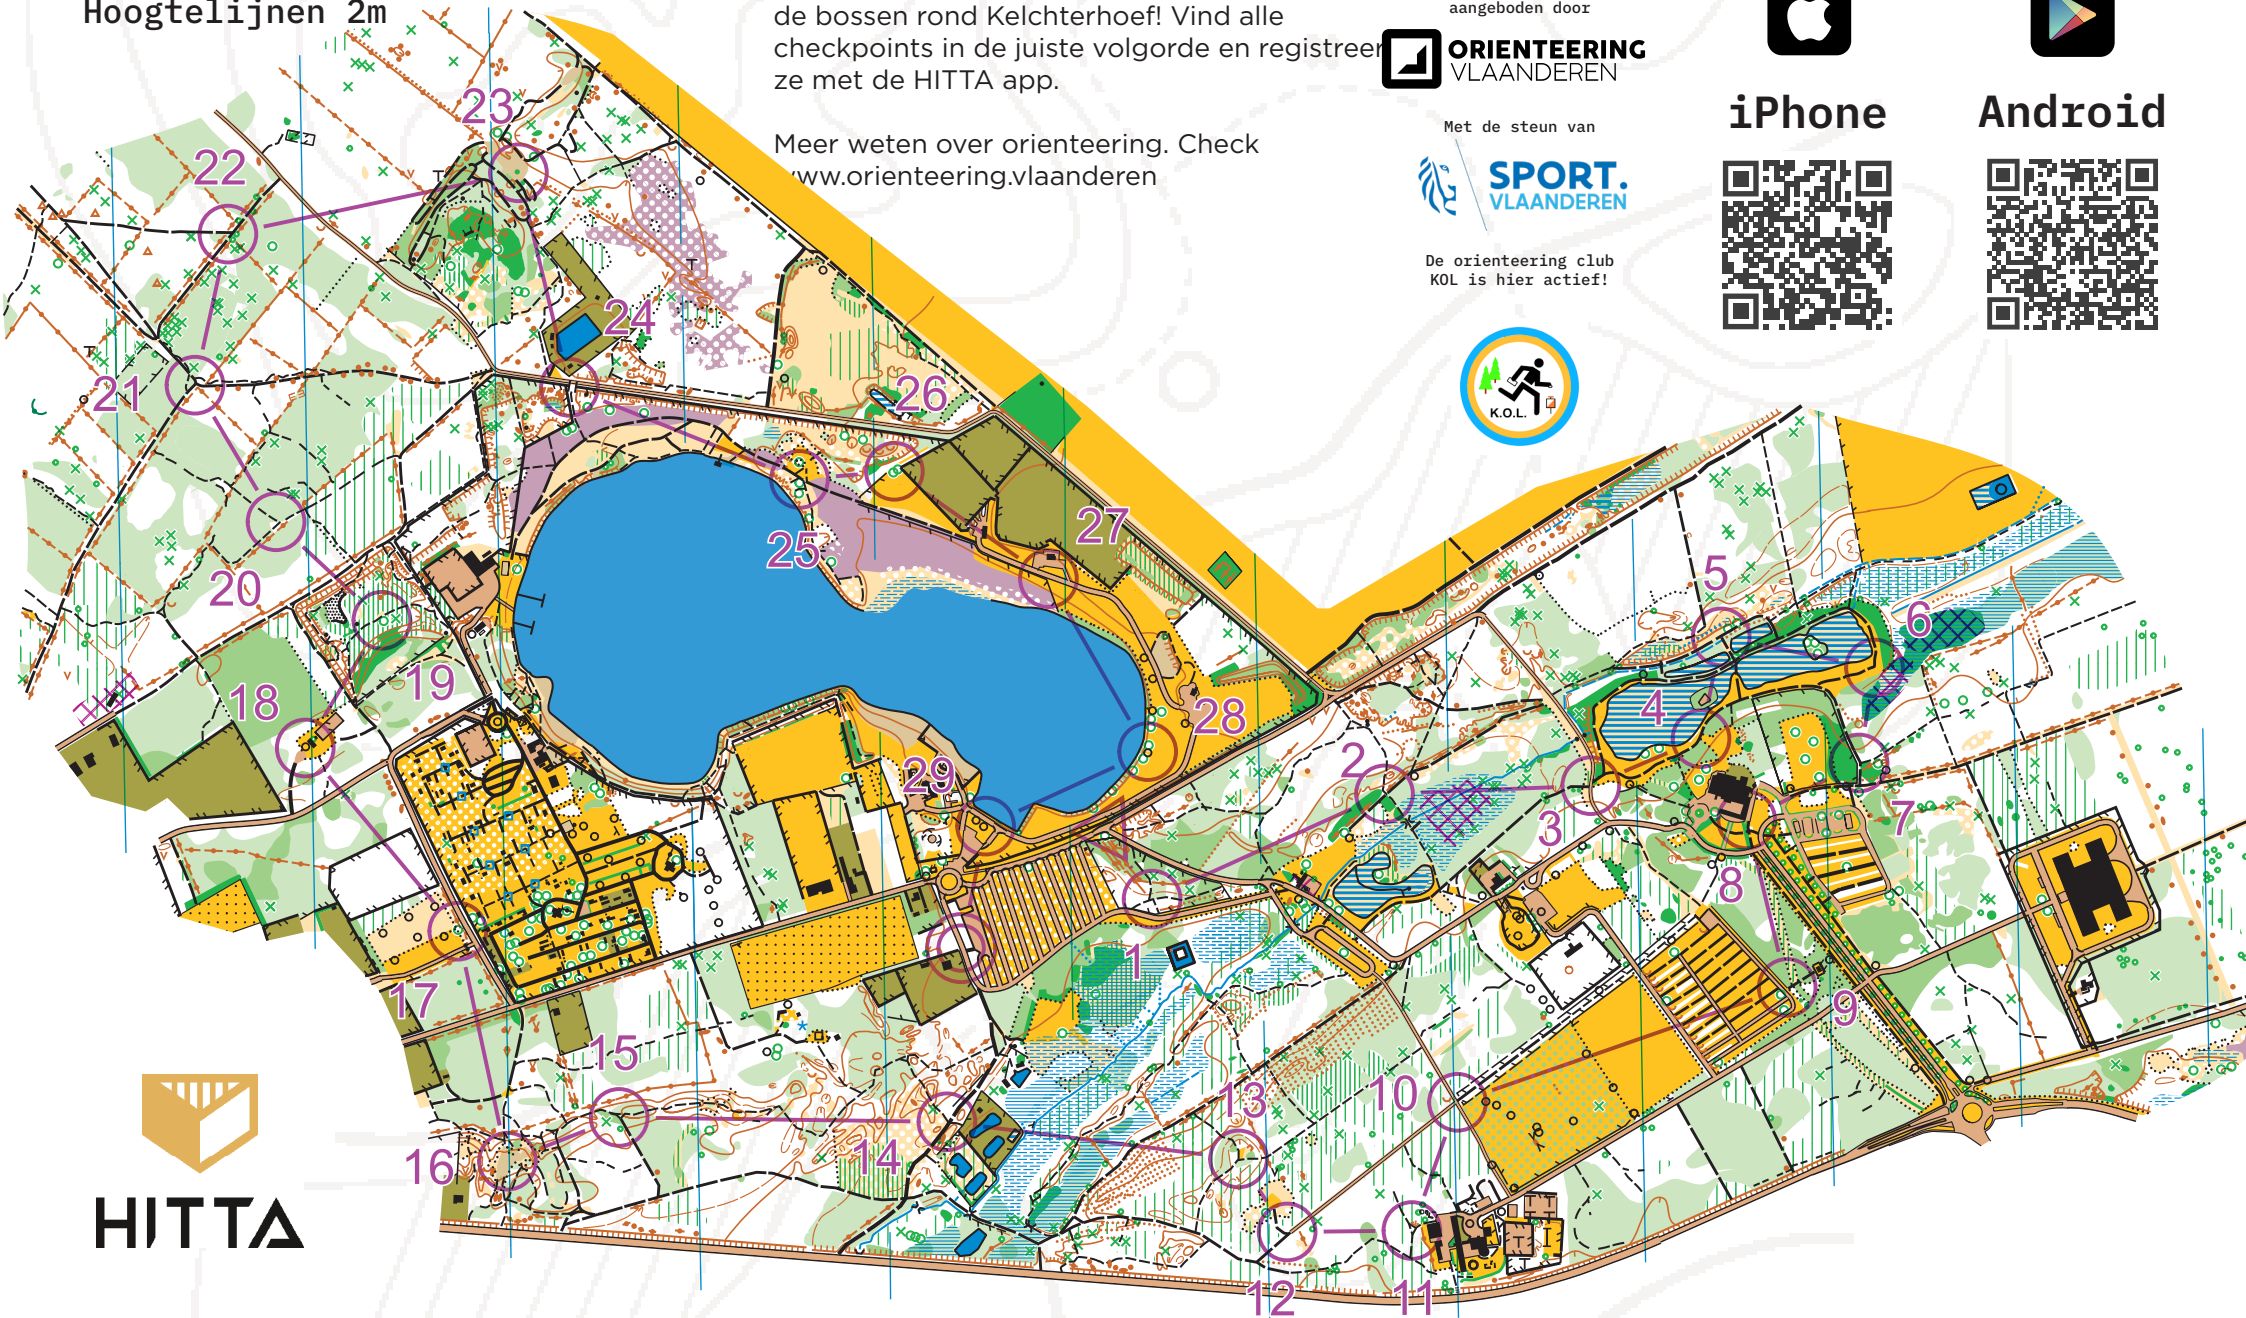 Hoogtelijnen 2m
de bossen rond Kelchterhoef! Vind alle
checkpoints in de juiste volgorde en registreer
ze met de HITTA app.
Meer weten over orienteering. Check
www.orienteering.vlaanderen
aangeboden door
ORIENTEERING
VLAANDEREN
Met de steun van
SPORT.
VLAANDEREN
De orienteering club
KOL is hier actief!
K.O.L.
iPhone
Android
23
22
24
21
26
25
27
20
5
6
18
19
4
28
2
29
3
7
8
1
17
9
15
10
13
14
16
12
11
HITTA